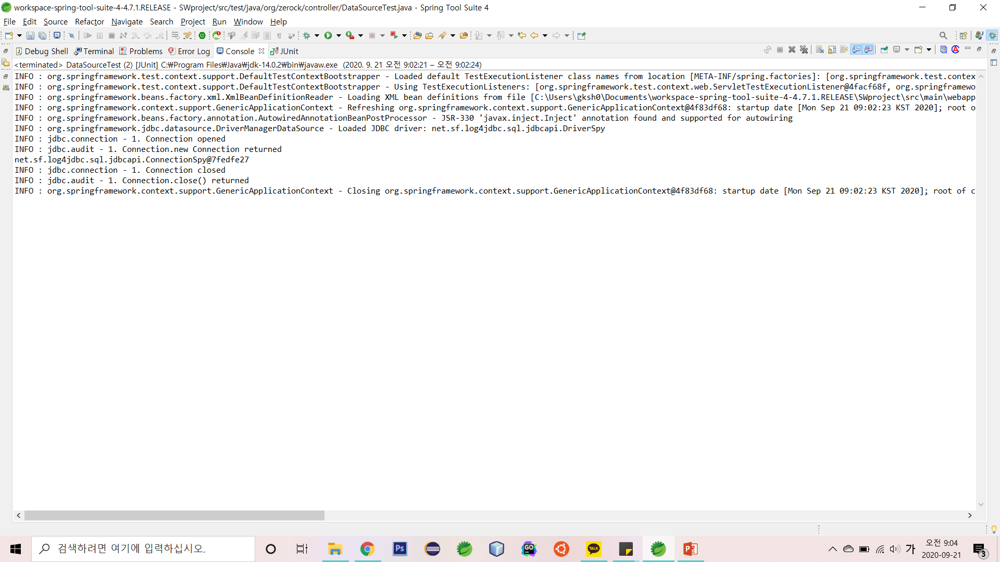 workspace-spring-tool-suite-4-4.7.1.RELEASE - SWproject/src/test/java/org/zerock/controller/DataSourceTest.java - Spring Tool Suite 4
File Edit Source Refactor Navigate Search Project Run Window Help
Debug Shell Terminal Problems Error Log Console JUnit
<terminated> DataSourceTest (2) [JUnit] C:₩Program Files₩Java₩jdk-14.0.2₩bin₩javaw.exe (2020. 9. 21 오전 9:02:21 – 오전 9:02:24)
INFO : org.springframework.test.context.support.DefaultTestContextBootstrapper - Loaded default TestExecutionListener class names from location [META-INF/spring.factories]: [org.springframework.test.contex
INFO : org.springframework.test.context.support.DefaultTestContextBootstrapper - Using TestExecutionListeners: [org.springframework.test.context.web.ServletTestExecutionListener@4facf68f, org.springframewo
INFO : org.springframework.beans.factory.xml.XmlBeanDefinitionReader - Loading XML bean definitions from file [C:\Users\gksh0\Documents\workspace-spring-tool-suite-4-4.7.1.RELEASE\SWproject\src\main\webapp
INFO : org.springframework.context.support.GenericApplicationContext - Refreshing org.springframework.context.support.GenericApplicationContext@4f83df68: startup date [Mon Sep 21 09:02:23 KST 2020]; root o
INFO : org.springframework.beans.factory.annotation.AutowiredAnnotationBeanPostProcessor - JSR-330 'javax.inject.Inject' annotation found and supported for autowiring
INFO : org.springframework.jdbc.datasource.DriverManagerDataSource - Loaded JDBC driver: net.sf.log4jdbc.sql.jdbcapi.DriverSpy
INFO : jdbc.connection - 1. Connection opened
INFO : jdbc.audit - 1. Connection.new Connection returned
net.sf.log4jdbc.sql.jdbcapi.ConnectionSpy@7fedfe27
INFO : jdbc.connection - 1. Connection closed
INFO : jdbc.audit - 1. Connection.close() returned
INFO : org.springframework.context.support.GenericApplicationContext - Closing org.springframework.context.support.GenericApplicationContext@4f83df68: startup date [Mon Sep 21 09:02:23 KST 2020]; root of c
검색하려면 여기에 입력하십시오.
Ps
GO
TALK
가
오전 9:04
2020-09-21
3